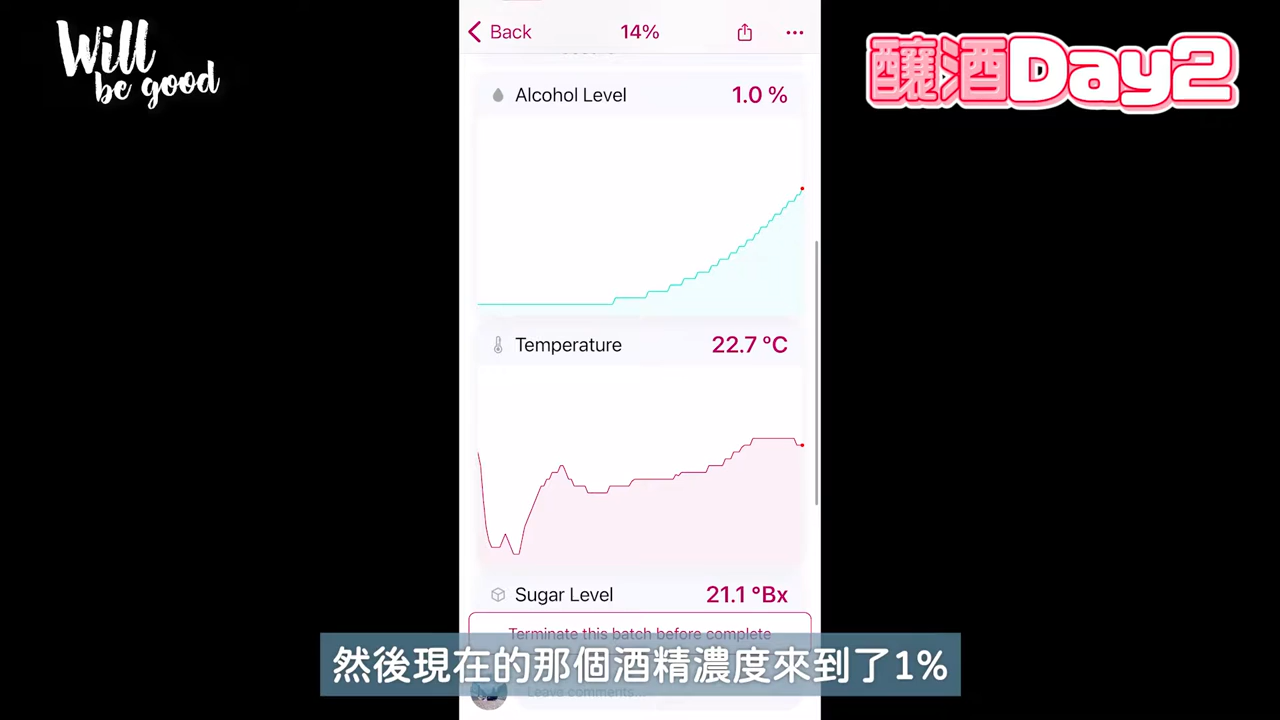 Will
be good
Back
14%
釀酒Day2
Alcohol Level
1.0 %
Temperature
22.7 °C
Sugar Level
21.1 °Bx
Terminate this batch before complete
然後現在的那個酒精濃度來到了1%
Leave comments...